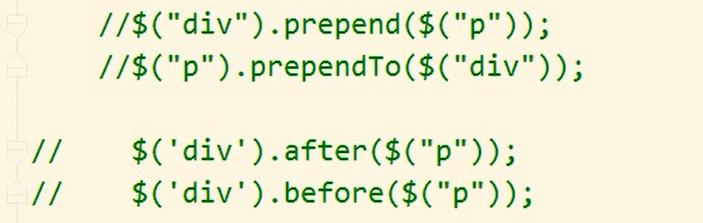 //$("div").prepend($("p"));
//$("p").prependTo($("div"));
//    $('div').after($("p"));
//    $('div').before($("p"));